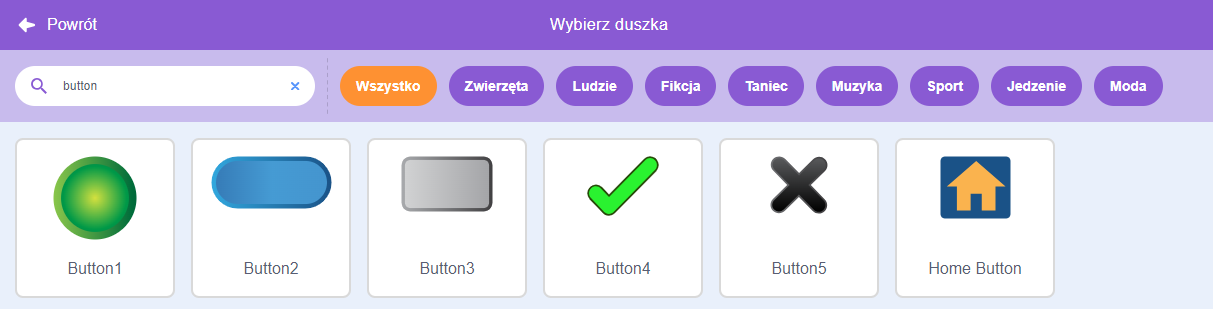 Powrót
Wybierz duszka
button
Wszystko
Zwierzęta
Ludzie
Fikcja
Taniec
Muzyka
Sport
Jedzenie
Moda
Button1
Button2
Button3
Button4
Button5
Home Button